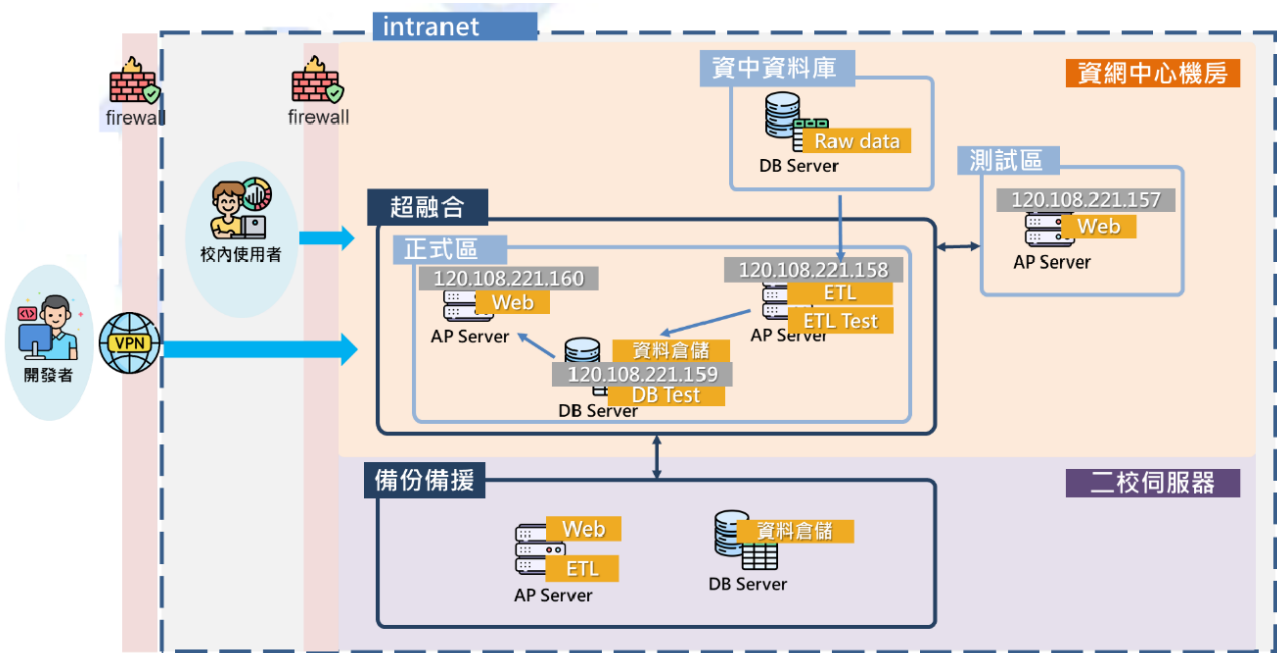 intranet
資網中心機房
firewall
firewall
資中資料庫
Raw data
DB Server
測試區
120.108.221.157
Web
AP Server
校內使用者
超融合
正式區
120.108.221.160
Web
AP Server
120.108.221.158
ETL
ETL Test
AP Server
資料倉儲
120.108.221.159
DB Test
DB Server
VPN
開發者
備份備援
二校伺服器
Web
ETL
AP Server
資料倉儲
DB Server